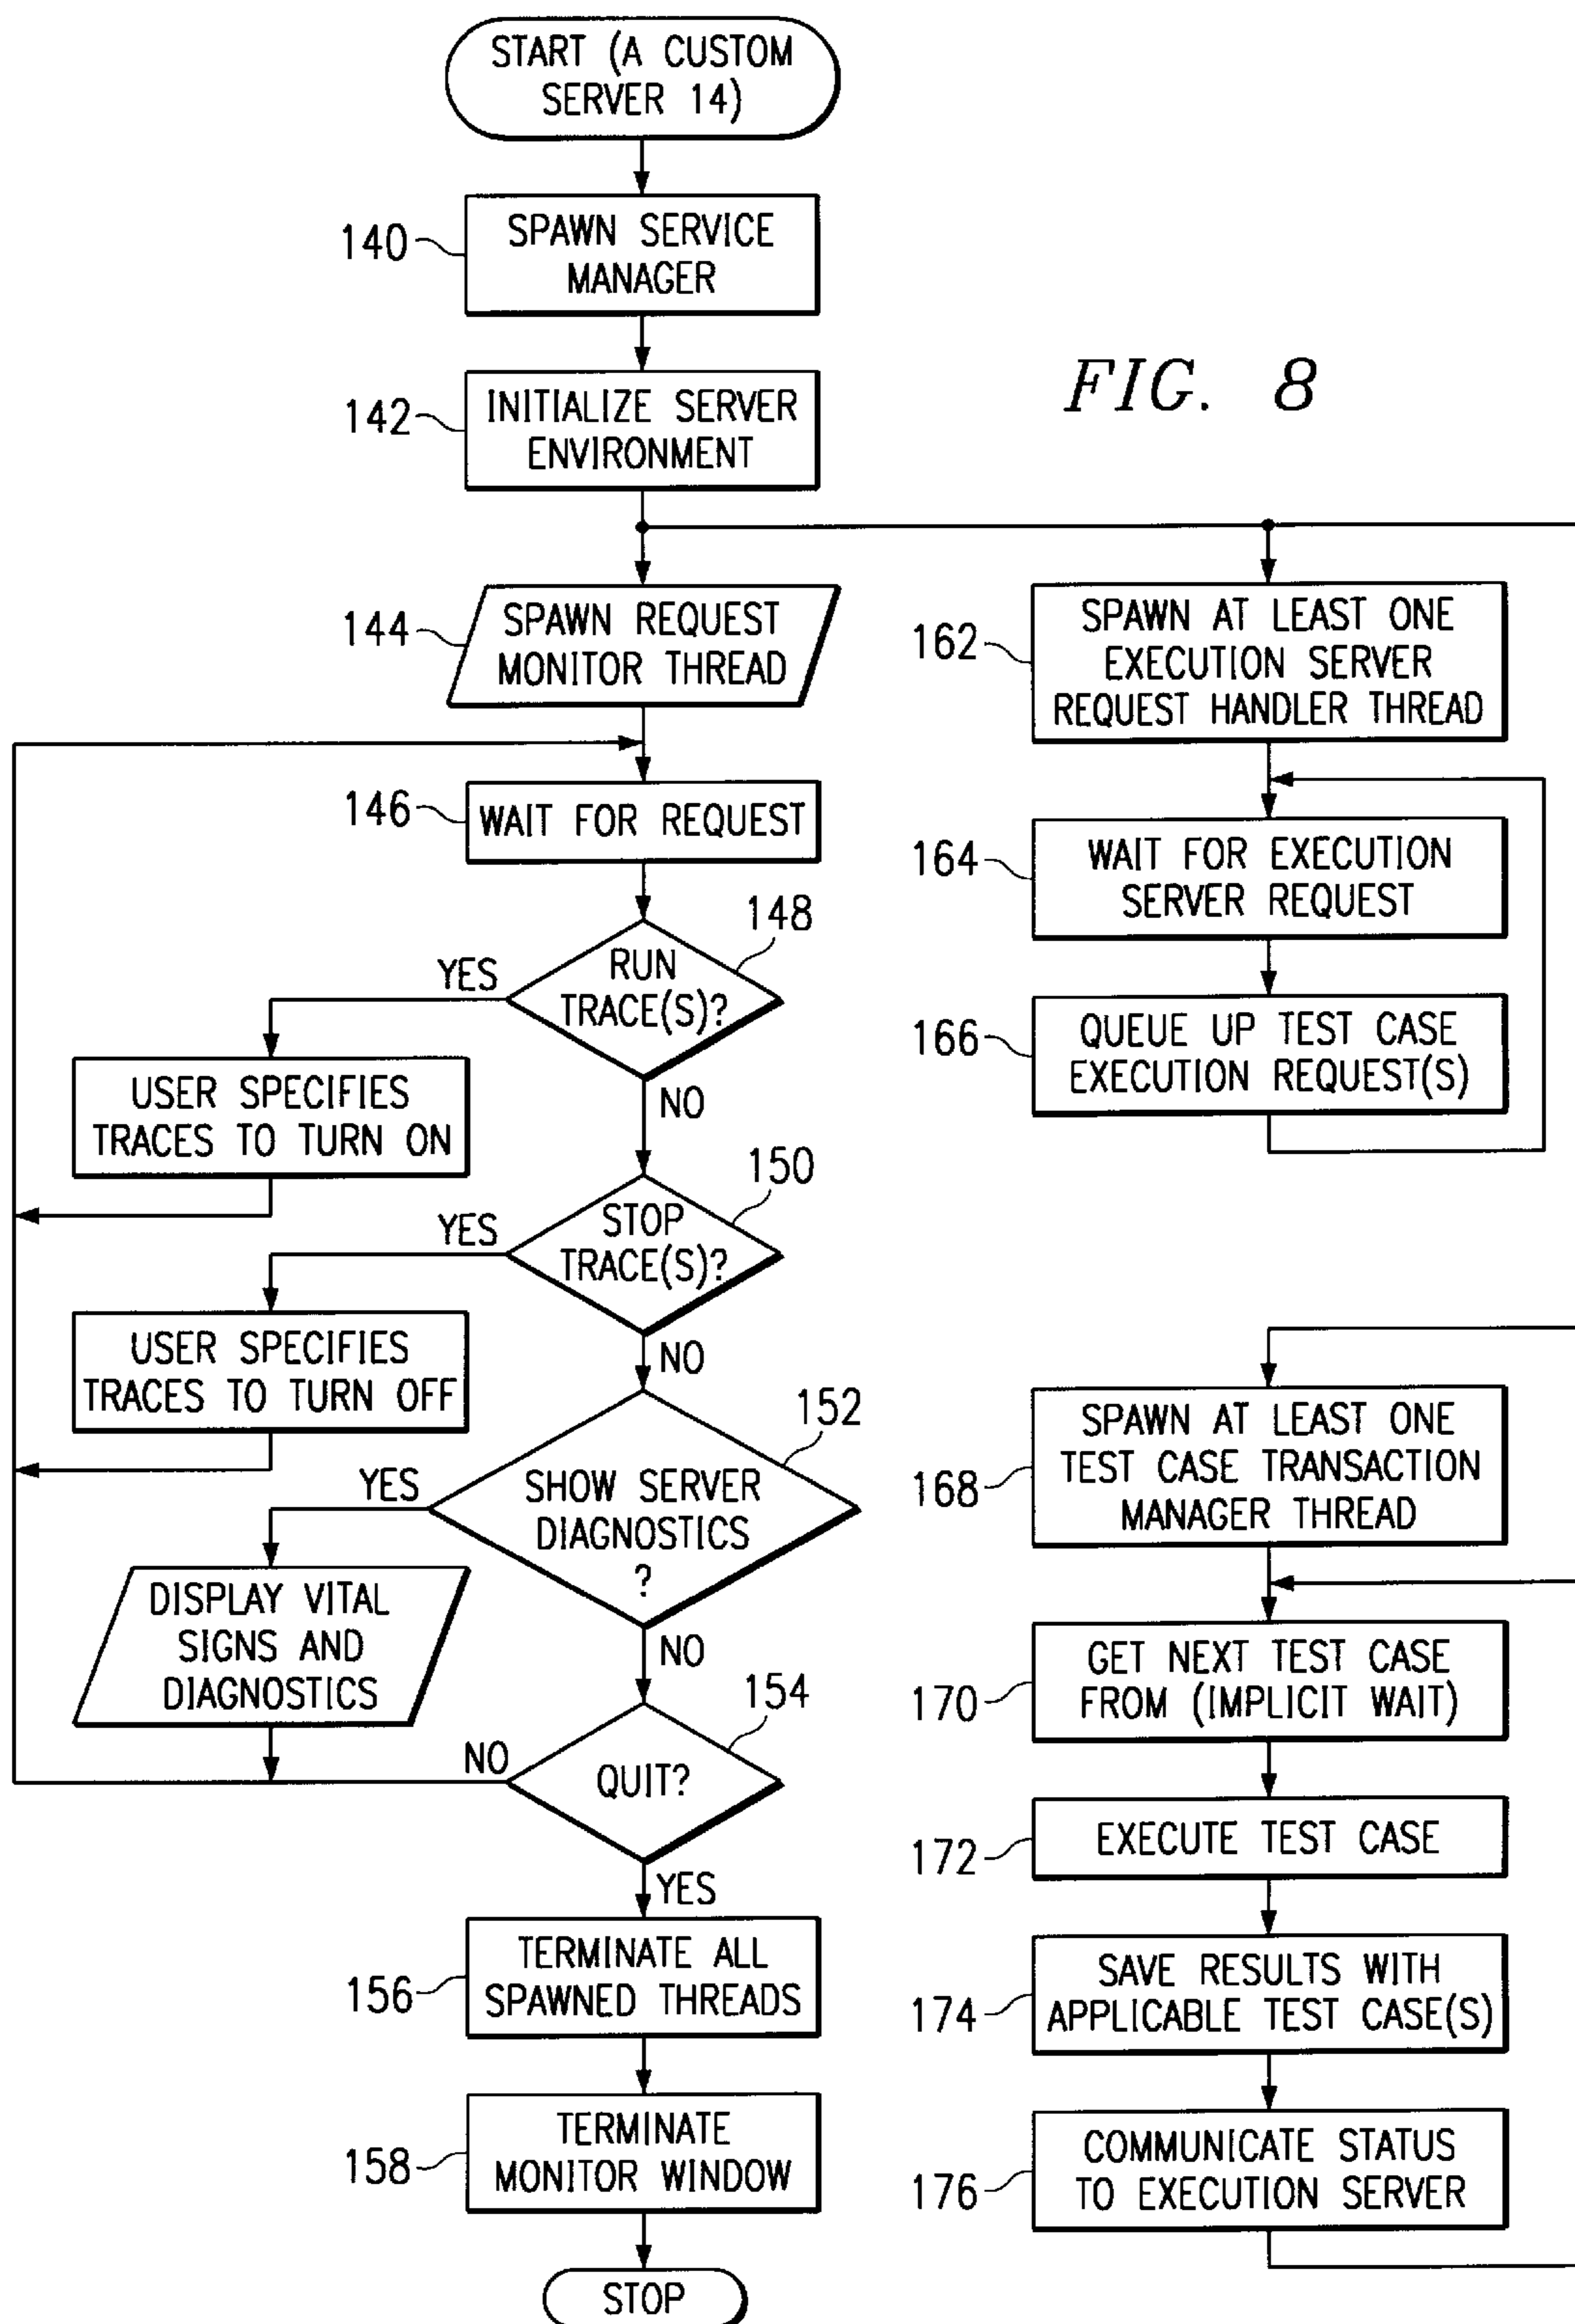 START (A CUSTOM
SERVER 14)
140
SPAWN SERVICE
MANAGER
FIG. 8
142
INITIALIZE SERVER
ENVIRONMENT
144
SPAWN REQUEST
MONITOR THREAD
146
WAIT FOR REQUEST
148
RUN
TRACE(S)?
YES
NO
USER SPECIFIES
TRACES TO TURN ON
150
STOP
TRACE(S)?
YES
NO
USER SPECIFIES
TRACES TO TURN OFF
152
SHOW SERVER
DIAGNOSTICS
?
YES
NO
DISPLAY VITAL
SIGNS AND
DIAGNOSTICS
154
QUIT?
NO
YES
156
TERMINATE ALL
SPAWNED THREADS
158
TERMINATE
MONITOR WINDOW
STOP
162
SPAWN AT LEAST ONE
EXECUTION SERVER
REQUEST HANDLER THREAD
164
WAIT FOR EXECUTION
SERVER REQUEST
166
QUEUE UP TEST CASE
EXECUTION REQUEST(S)
168
SPAWN AT LEAST ONE
TEST CASE TRANSACTION
MANAGER THREAD
170
GET NEXT TEST CASE
FROM (IMPLICIT WAIT)
172
EXECUTE TEST CASE
174
SAVE RESULTS WITH
APPLICABLE TEST CASE(S)
176
COMMUNICATE STATUS
TO EXECUTION SERVER